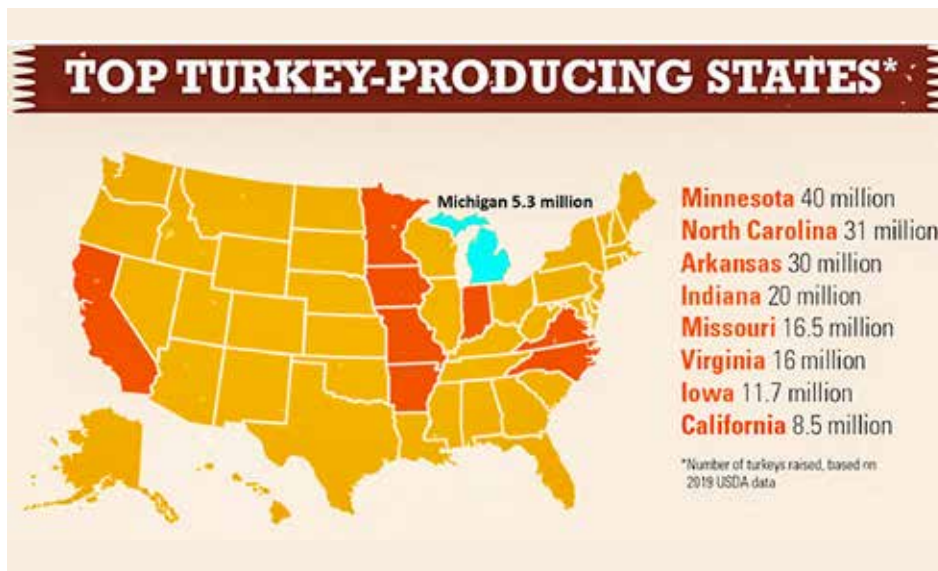 TOP TURKEY-PRODUCING STATES*
Michigan 5.3 million
Minnesota 40 million
North Carolina 31 million
Arkansas 30 million
Indiana 20 million
Missouri 16.5 million
Virginia 16 million
Iowa 11.7 million
California 8.5 million
*Number of turkeys raised, based on
2019 USDA data